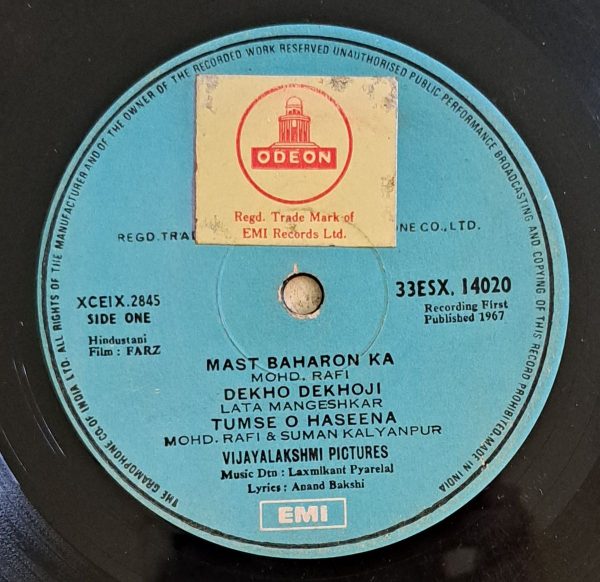 THE GRAMOPHONE CO. OF INDIA LTD. ALL RIGHTS OF THE MANUFACTURER AND OF THE OWNER OF THE RECORDED WORK RESERVED UNAUTHORISED PUBLIC PERFORMANCE BROADCASTING AND COPYING OF THIS RECORD PROHIBITED. MADE IN INDIA
ODEON
Regd. Trade Mark of
EMI Records Ltd.
REGD. TRA
NE CO., LTD.
XCEIX.2845
SIDE ONE
33ESX. 14020
Recording First
Published 1967
Hindustani
Film : FARZ
MAST BAHARON KA
MOHD. RAFI
DEKHO DEKHOJI
LATA MANGESHKAR
TUMSE O HASEENA
MOHD. RAFI & SUMAN KALYANPUR
VIJAYALAKSHMI PICTURES
Music Dtn : Laxmikant Pyarelal
Lyrics : Anand Bakshi
EMI